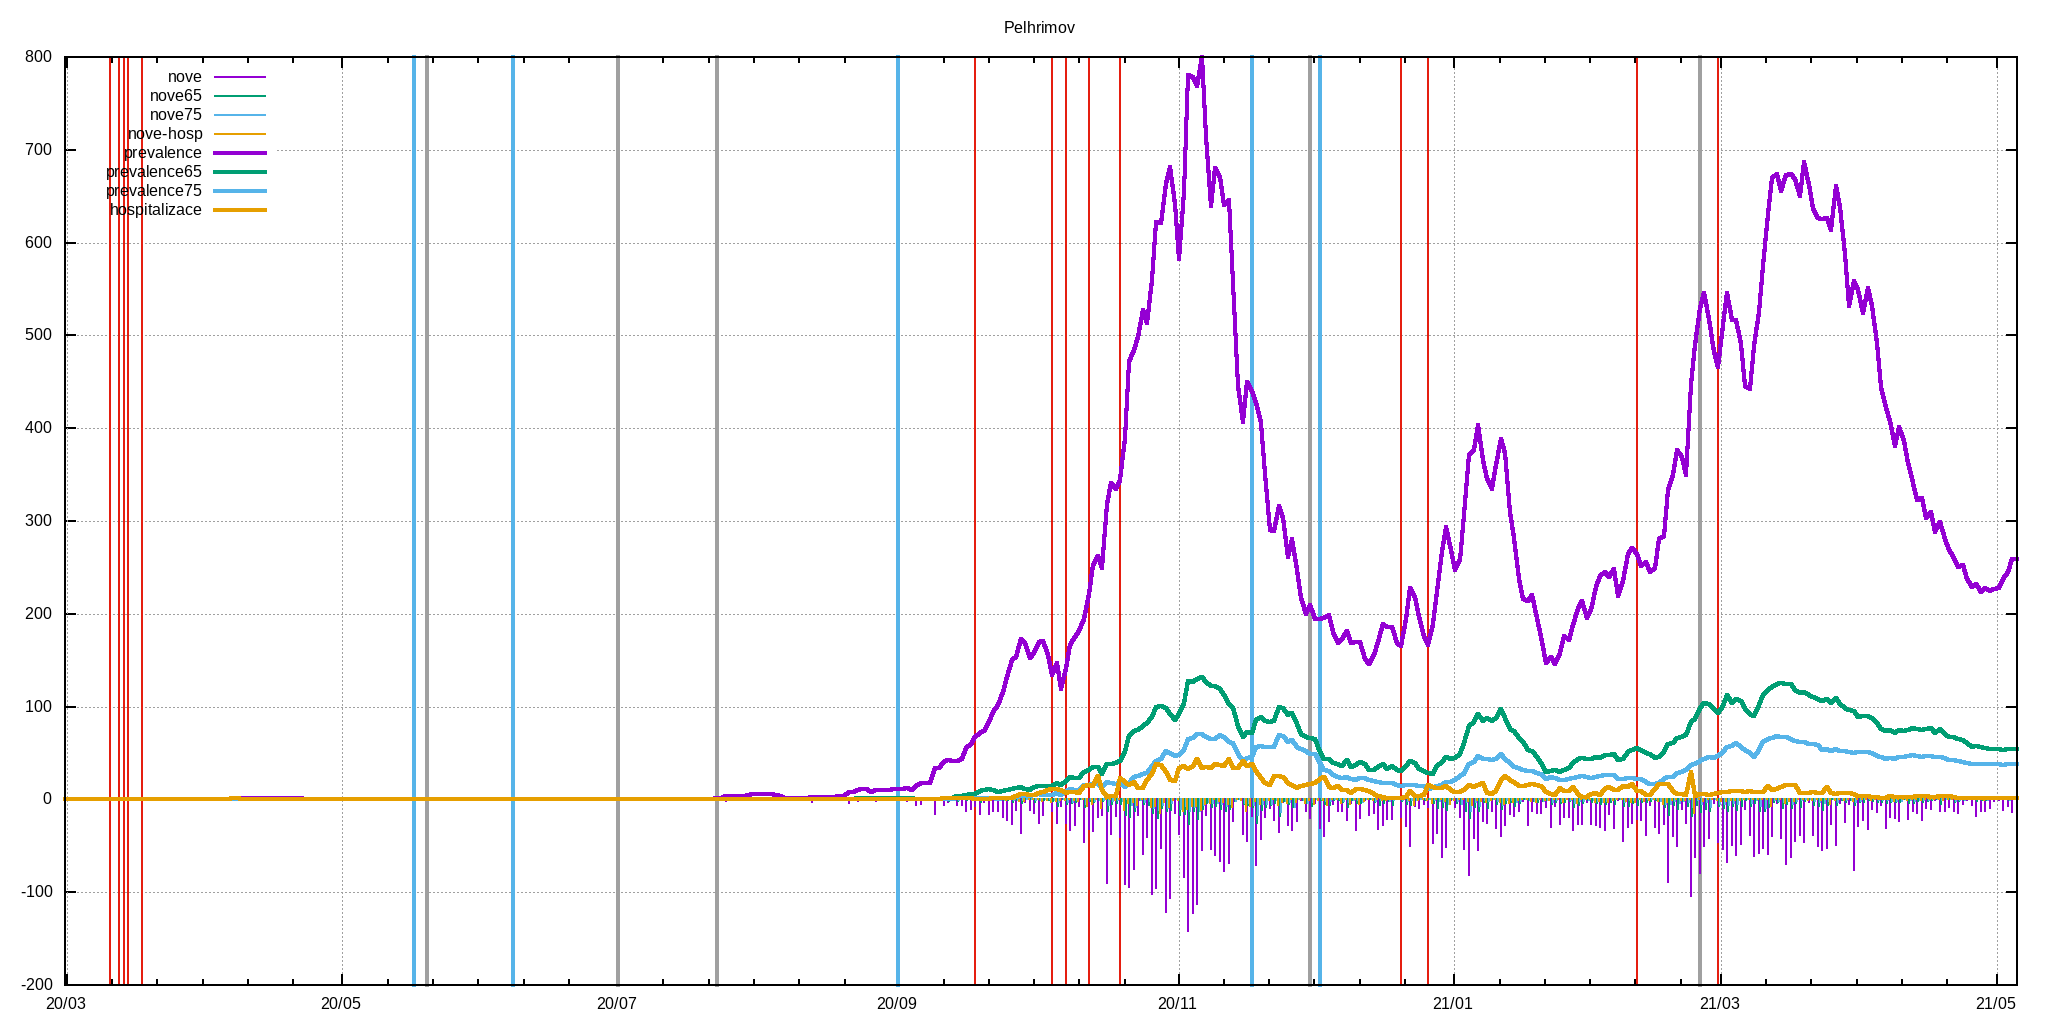 Pelhrimov
800
700
600
500
400
300
200
100
0
-100
-200
nove
nove65
nove75
nove-hosp
prevalence
prevalence65
prevalence75
hospitalizace
20/03 20/05 20/07 20/09 20/11 21/01 21/03 21/05